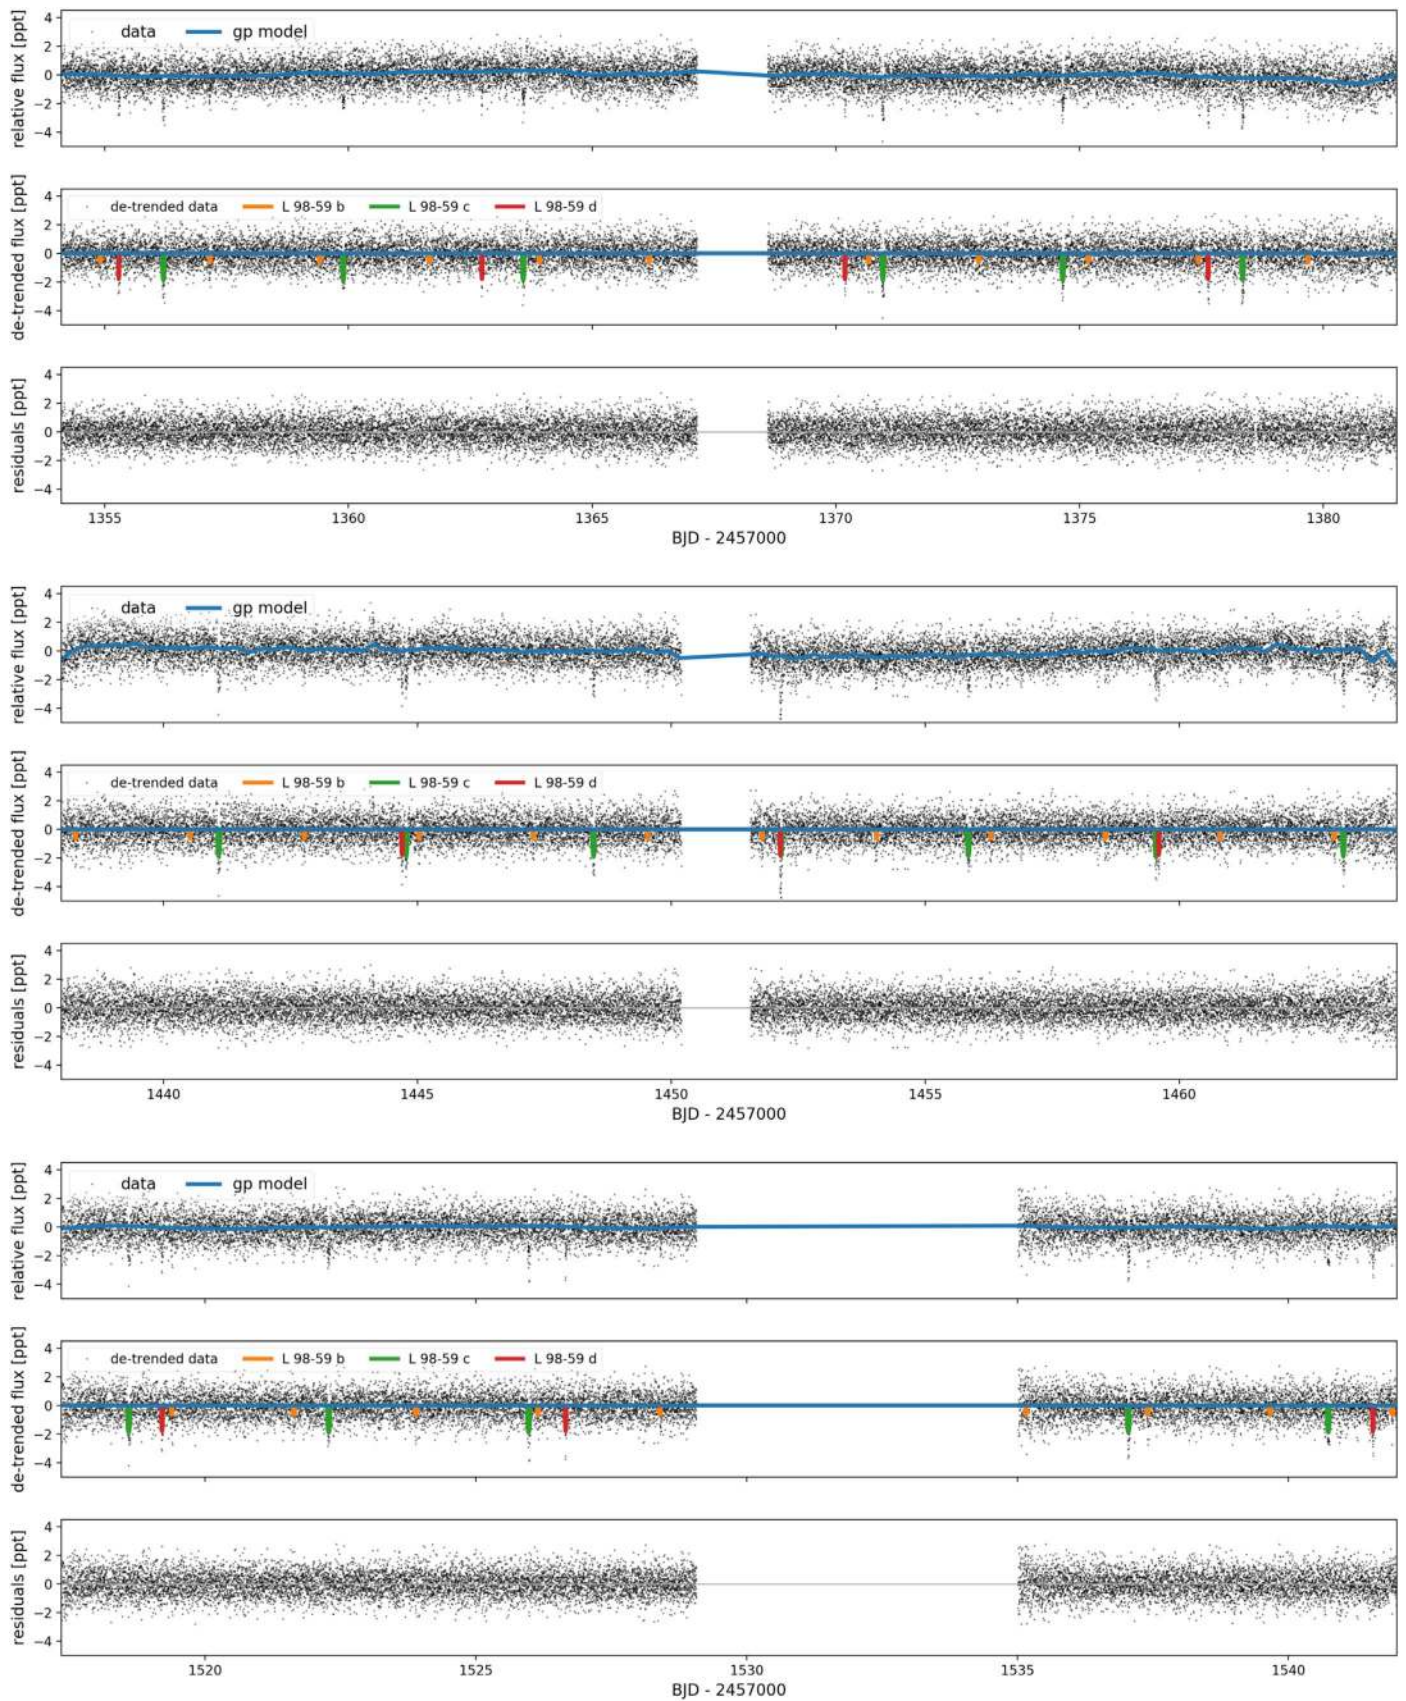 relative flux [ppt]
4
2
0
−2
−4
data gp model
de-trended flux [ppt]
4
2
0
−2
−4
de-trended data L 98-59 b L 98-59 c L 98-59 d
residuals [ppt]
4
2
0
−2
−4
1355 1360 1365 1370 1375 1380
BJD - 2457000
relative flux [ppt]
4
2
0
−2
−4
data gp model
de-trended flux [ppt]
4
2
0
−2
−4
de-trended data L 98-59 b L 98-59 c L 98-59 d
residuals [ppt]
4
2
0
−2
−4
1440 1445 1450 1455 1460
BJD - 2457000
relative flux [ppt]
4
2
0
−2
−4
data gp model
de-trended flux [ppt]
4
2
0
−2
−4
de-trended data L 98-59 b L 98-59 c L 98-59 d
residuals [ppt]
4
2
0
−2
−4
1520 1525 1530 1535 1540
BJD - 2457000